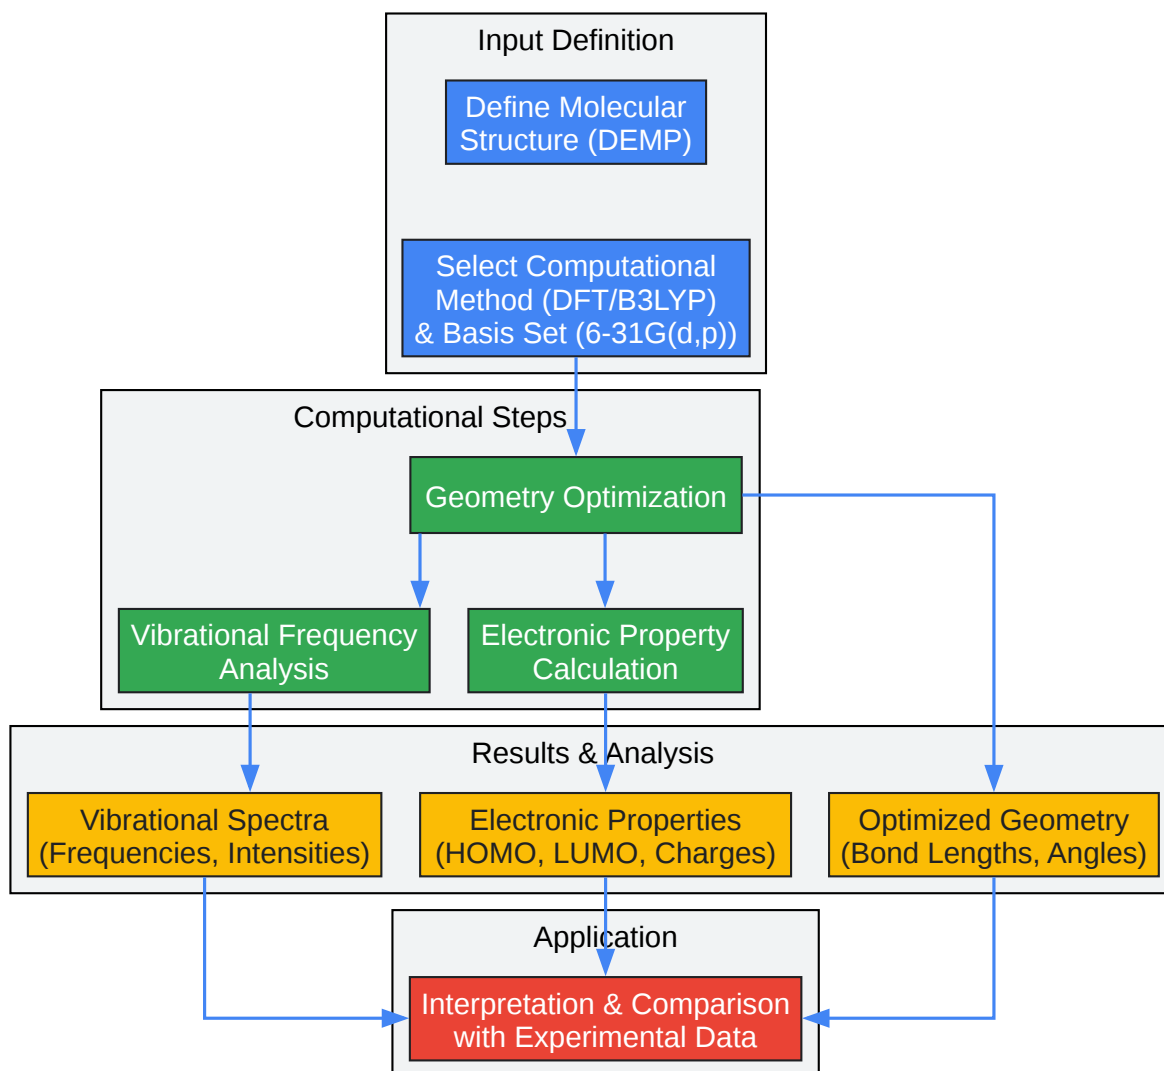 Input Definition
Define Molecular
Structure (DEMP)
Select Computational
Method (DFT/B3LYP)
& Basis Set (6-31G(d,p))
Computational Steps
Geometry Optimization
Vibrational Frequency
Analysis
Electronic Property
Calculation
Results & Analysis
Vibrational Spectra
(Frequencies, Intensities)
Electronic Properties
(HOMO, LUMO, Charges)
Optimized Geometry
(Bond Lengths, Angles)
Application
Interpretation & Comparison
with Experimental Data